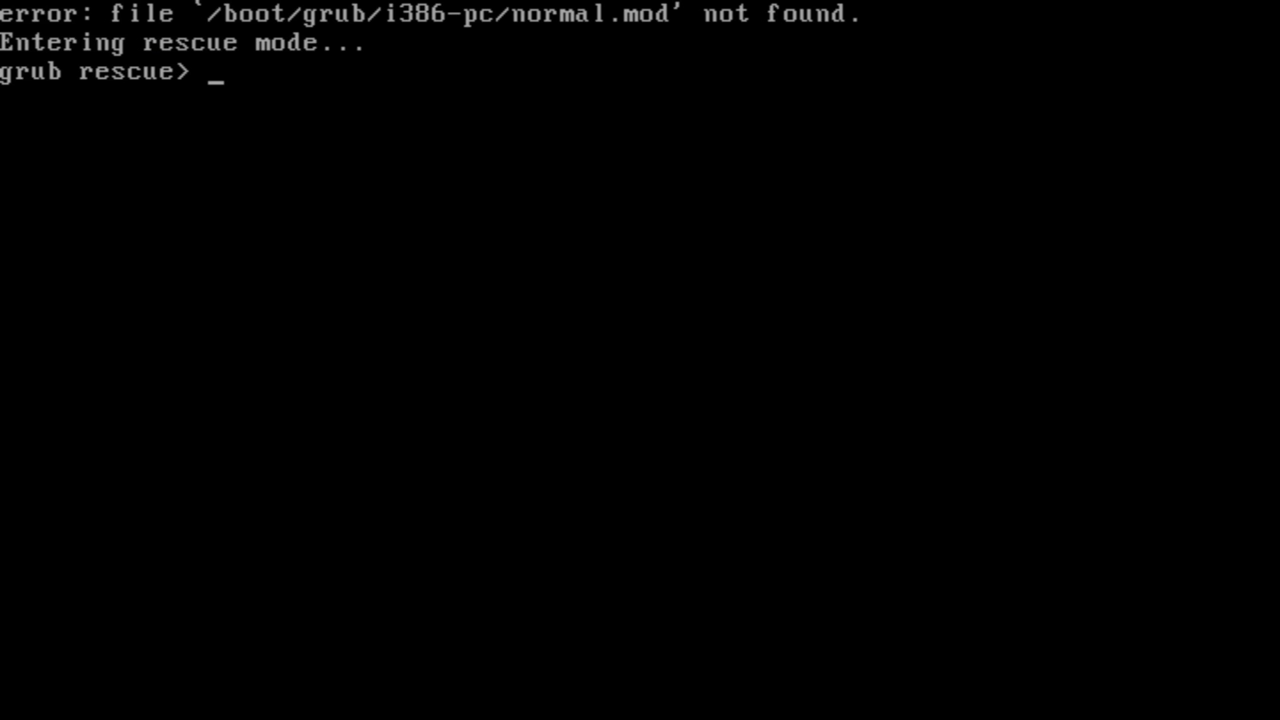 error: file `/boot/grub/i386-pc/normal.mod' not found.
Entering rescue mode...
grub rescue> _